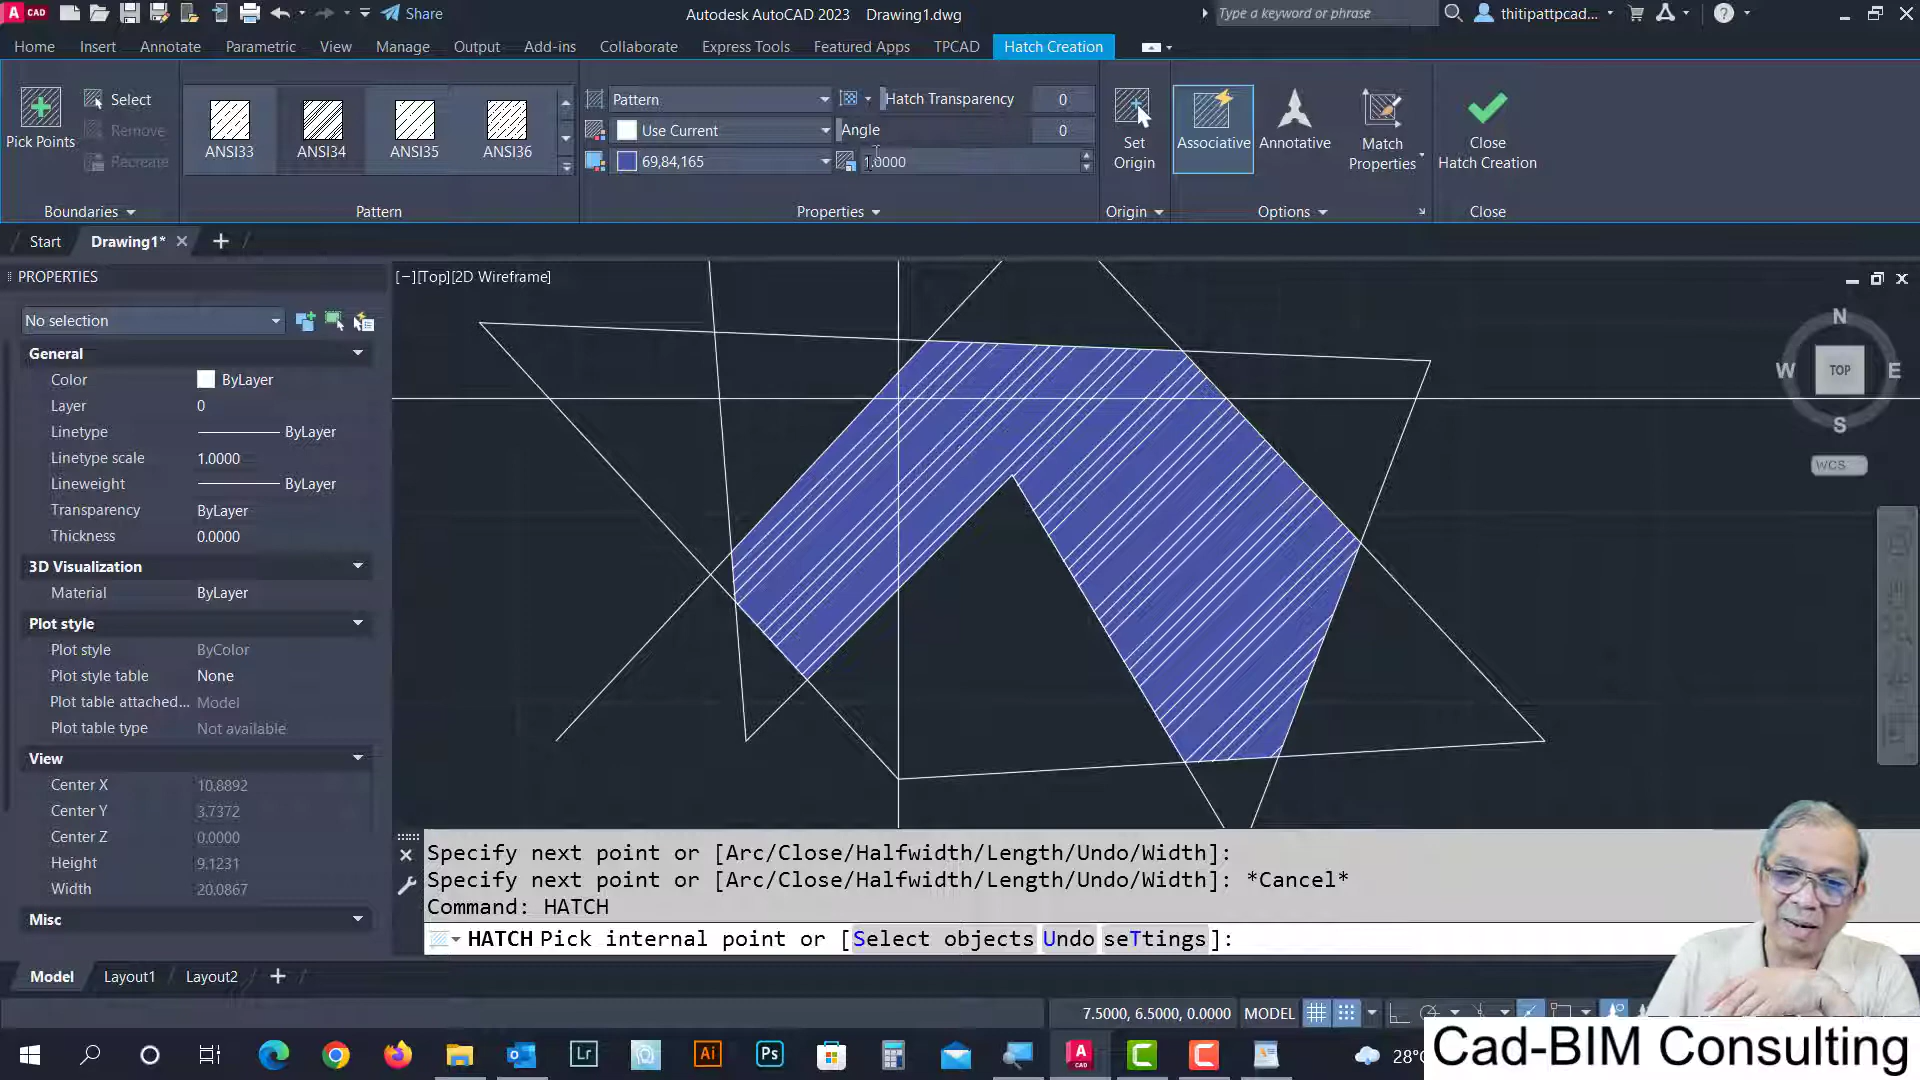 CAD
Share
Autodesk AutoCAD 2023 Drawing1.dwg
Type a keyword or phrase
thitipattpcad...
Home Insert Annotate Parametric View Manage Output Add-ins Collaborate Express Tools Featured Apps TPCAD Hatch Creation
Pick Points
Select
Remove
Recreate
ANSI33 ANSI34 ANSI35 ANSI36
Pattern
Use Current
69,84,165
Hatch Transparency 0
Angle 0
1.0000
Set
Origin
Associative Annotative
Match
Properties
Close
Hatch Creation
Boundaries Pattern Properties Origin Options Close
Start Drawing1*
PROPERTIES
No selection
General
Color ByLayer
Layer 0
Linetype ByLayer
Linetype scale 1.0000
Lineweight ByLayer
Transparency ByLayer
Thickness 0.0000
3D Visualization
Material ByLayer
Plot style
Plot style ByColor
Plot style table None
Plot table attached... Model
Plot table type Not available
View
Center X 10.8892
Center Y 3.7372
Center Z 0.0000
Height 9.1231
Width 20.0867
Misc
[−][Top][2D Wireframe]
N
W TOP E
S
WCS
Specify next point or [Arc/Close/Halfwidth/Length/Undo/Width]:
Specify next point or [Arc/Close/Halfwidth/Length/Undo/Width]: *Cancel*
Command: HATCH
HATCH Pick internal point or [Select objects Undo seTtings]:
Model Layout1 Layout2
7.5000, 6.5000, 0.0000 MODEL
Lr Ai Ps A CAD C C
28°
Cad-BIM Consulting